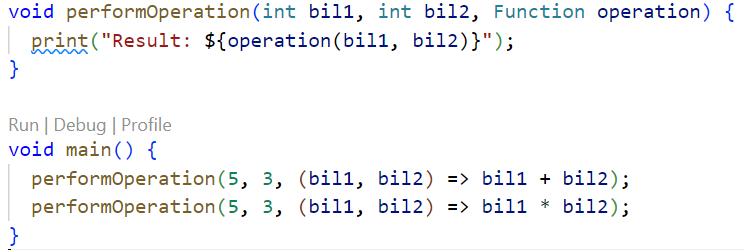 void performOperation(int bil1, int bil2, Function operation) {
  print("Result: ${operation(bil1, bil2)}");
}
Run | Debug | Profile
void main() {
  performOperation(5, 3, (bil1, bil2) => bil1 + bil2);
  performOperation(5, 3, (bil1, bil2) => bil1 * bil2);
}